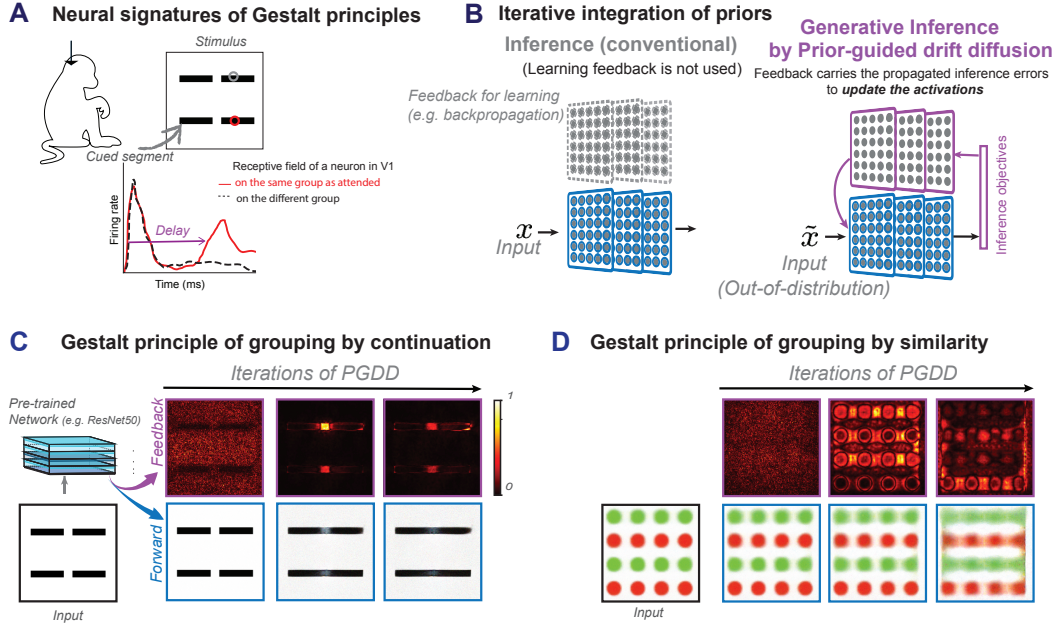 A
Neural signatures of Gestalt principles
Stimulus
Cued segment
Receptive field of a neuron in V1
on the same group as attended
on the different group
Firing rate
Delay
Time (ms)
B
Iterative integration of priors
Inference (conventional)
(Learning feedback is not used)
Feedback for learning
(e.g. backpropagation)
x
Input
Generative Inference
by Prior-guided drift diffusion
Feedback carries the propagated inference errors
to update the activations
x̃
Input
(Out-of-distribution)
Inference objectives
C
Gestalt principle of grouping by continuation
Iterations of PGDD
Pre-trained
Network (e.g. ResNet50)
Feedback
1
0
Forward
Input
D
Gestalt principle of grouping by similarity
Iterations of PGDD
Input